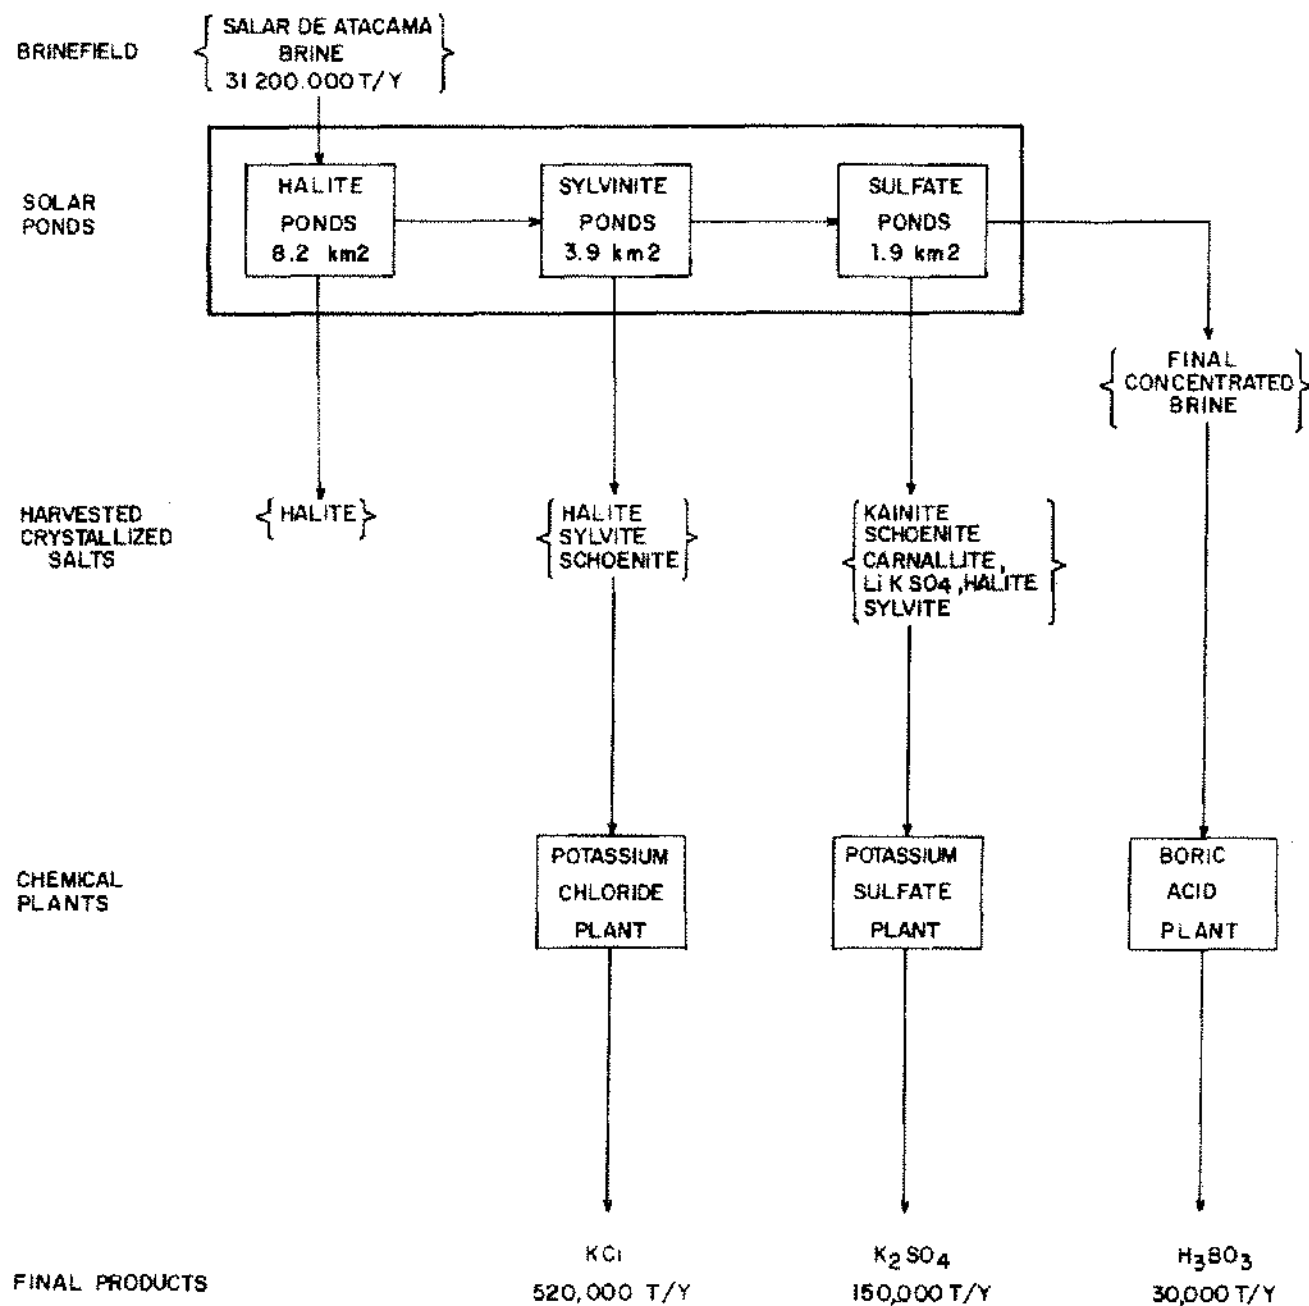 BRINEFIELD
SALAR DE ATACAMA
BRINE
31 200.000 T/Y
SOLAR
PONDS
HALITE
PONDS
8.2 km2
SYLVINITE
PONDS
3.9 km2
SULFATE
PONDS
1.9 km2
FINAL
CONCENTRATED
BRINE
HARVESTED
CRYSTALLIZED
SALTS
HALITE
HALITE
SYLVITE
SCHOENITE
KAINITE
SCHOENITE
CARNALLITE,
Li K SO4, HALITE
SYLVITE
CHEMICAL
PLANTS
POTASSIUM
CHLORIDE
PLANT
POTASSIUM
SULFATE
PLANT
BORIC
ACID
PLANT
FINAL PRODUCTS
KCl
520,000 T/Y
K2SO4
150,000 T/Y
H3BO3
30,000 T/Y